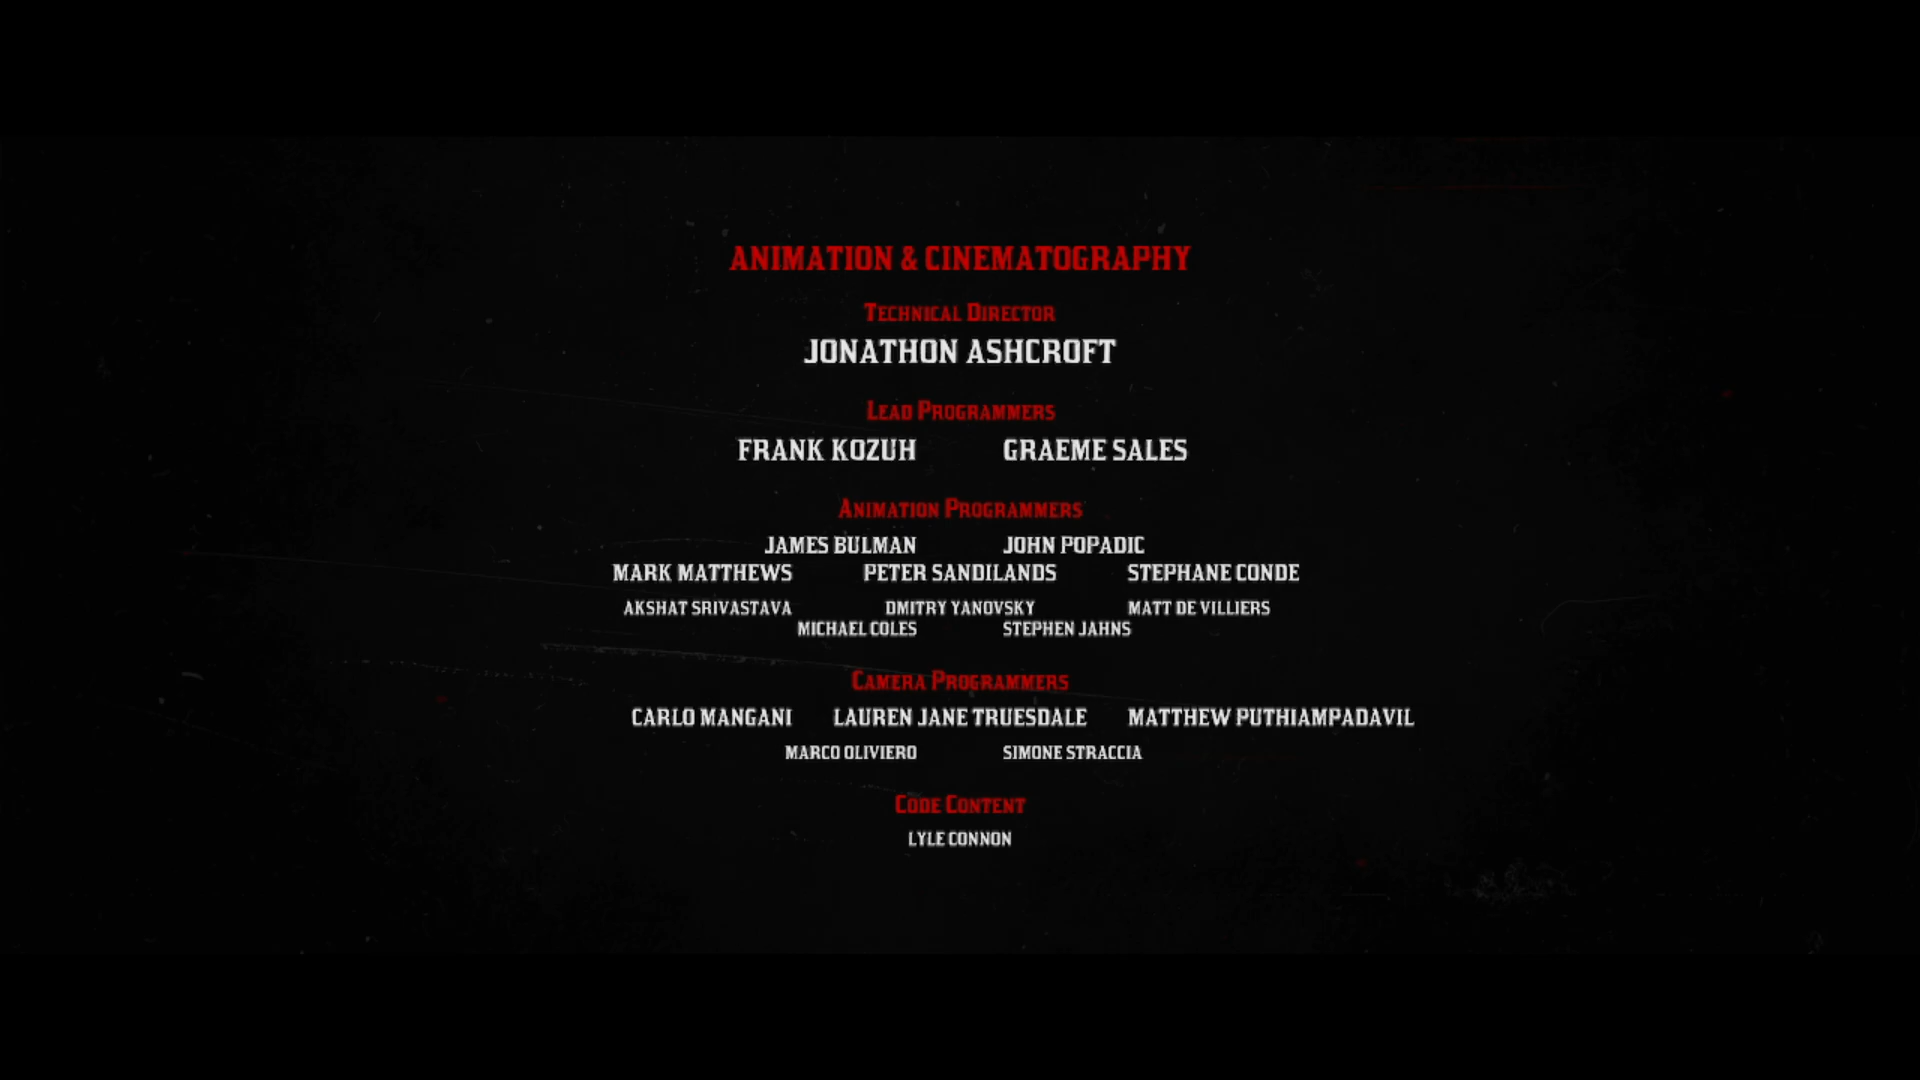 ANIMATION & CINEMATOGRAPHY
TECHNICAL DIRECTOR
JONATHON ASHCROFT
LEAD PROGRAMMERS
FRANK KOZUH GRAEME SALES
ANIMATION PROGRAMMERS
JAMES BULMAN JOHN POPADIC
MARK MATTHEWS PETER SANDILANDS STEPHANE CONDE
AKSHAT SRIVASTAVA DMITRY YANOVSKY MATT DE VILLIERS
MICHAEL COLES STEPHEN JAHNS
CAMERA PROGRAMMERS
CARLO MANGANI LAUREN JANE TRUESDALE MATTHEW PUTHIAMPADAVIL
MARCO OLIVIERO SIMONE STRACCIA
CODE CONTENT
LYLE CONNON